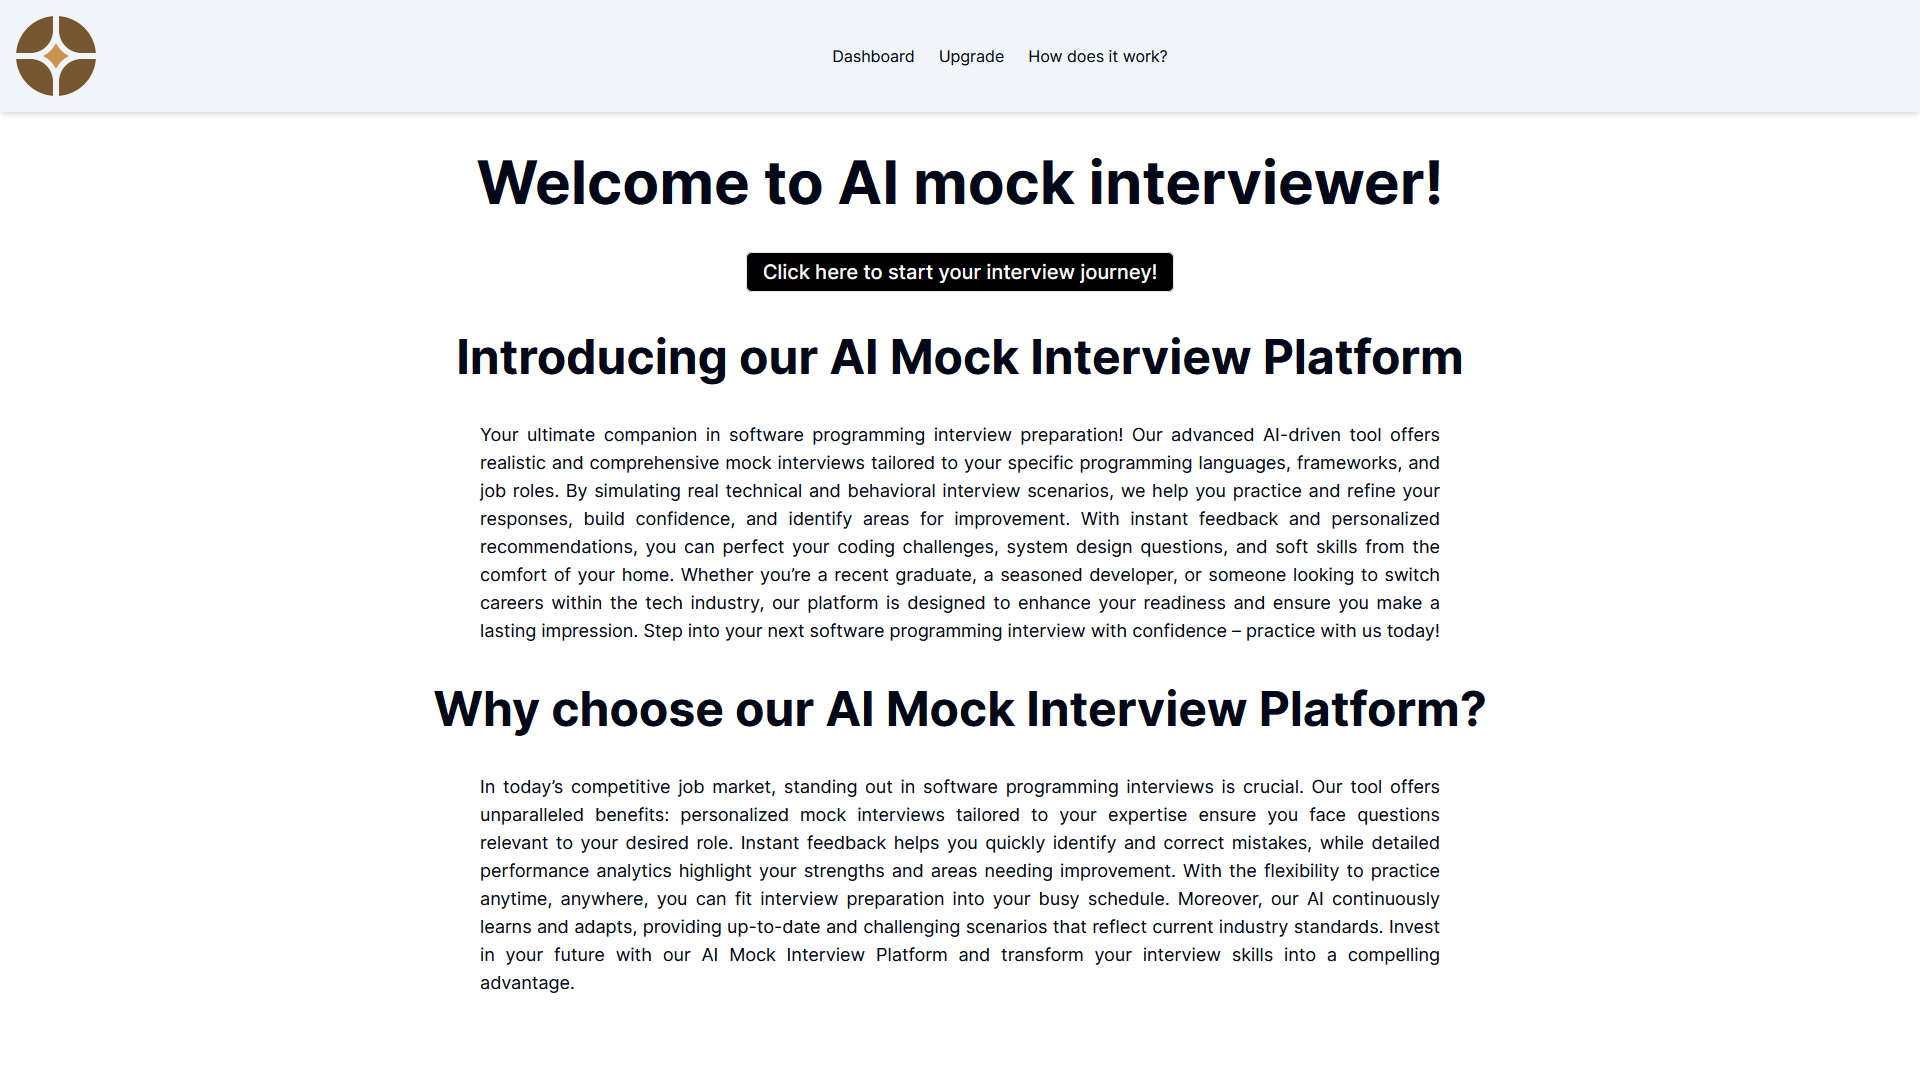 Dashboard Upgrade How does it work?
Welcome to AI mock interviewer!
Click here to start your interview journey!
Introducing our AI Mock Interview Platform
Your ultimate companion in software programming interview preparation! Our advanced AI-driven tool offers
realistic and comprehensive mock interviews tailored to your specific programming languages, frameworks, and
job roles. By simulating real technical and behavioral interview scenarios, we help you practice and refine your
responses, build confidence, and identify areas for improvement. With instant feedback and personalized
recommendations, you can perfect your coding challenges, system design questions, and soft skills from the
comfort of your home. Whether you’re a recent graduate, a seasoned developer, or someone looking to switch
careers within the tech industry, our platform is designed to enhance your readiness and ensure you make a
lasting impression. Step into your next software programming interview with confidence – practice with us today!
Why choose our AI Mock Interview Platform?
In today’s competitive job market, standing out in software programming interviews is crucial. Our tool offers
unparalleled benefits: personalized mock interviews tailored to your expertise ensure you face questions
relevant to your desired role. Instant feedback helps you quickly identify and correct mistakes, while detailed
performance analytics highlight your strengths and areas needing improvement. With the flexibility to practice
anytime, anywhere, you can fit interview preparation into your busy schedule. Moreover, our AI continuously
learns and adapts, providing up-to-date and challenging scenarios that reflect current industry standards. Invest
in your future with our AI Mock Interview Platform and transform your interview skills into a compelling
advantage.